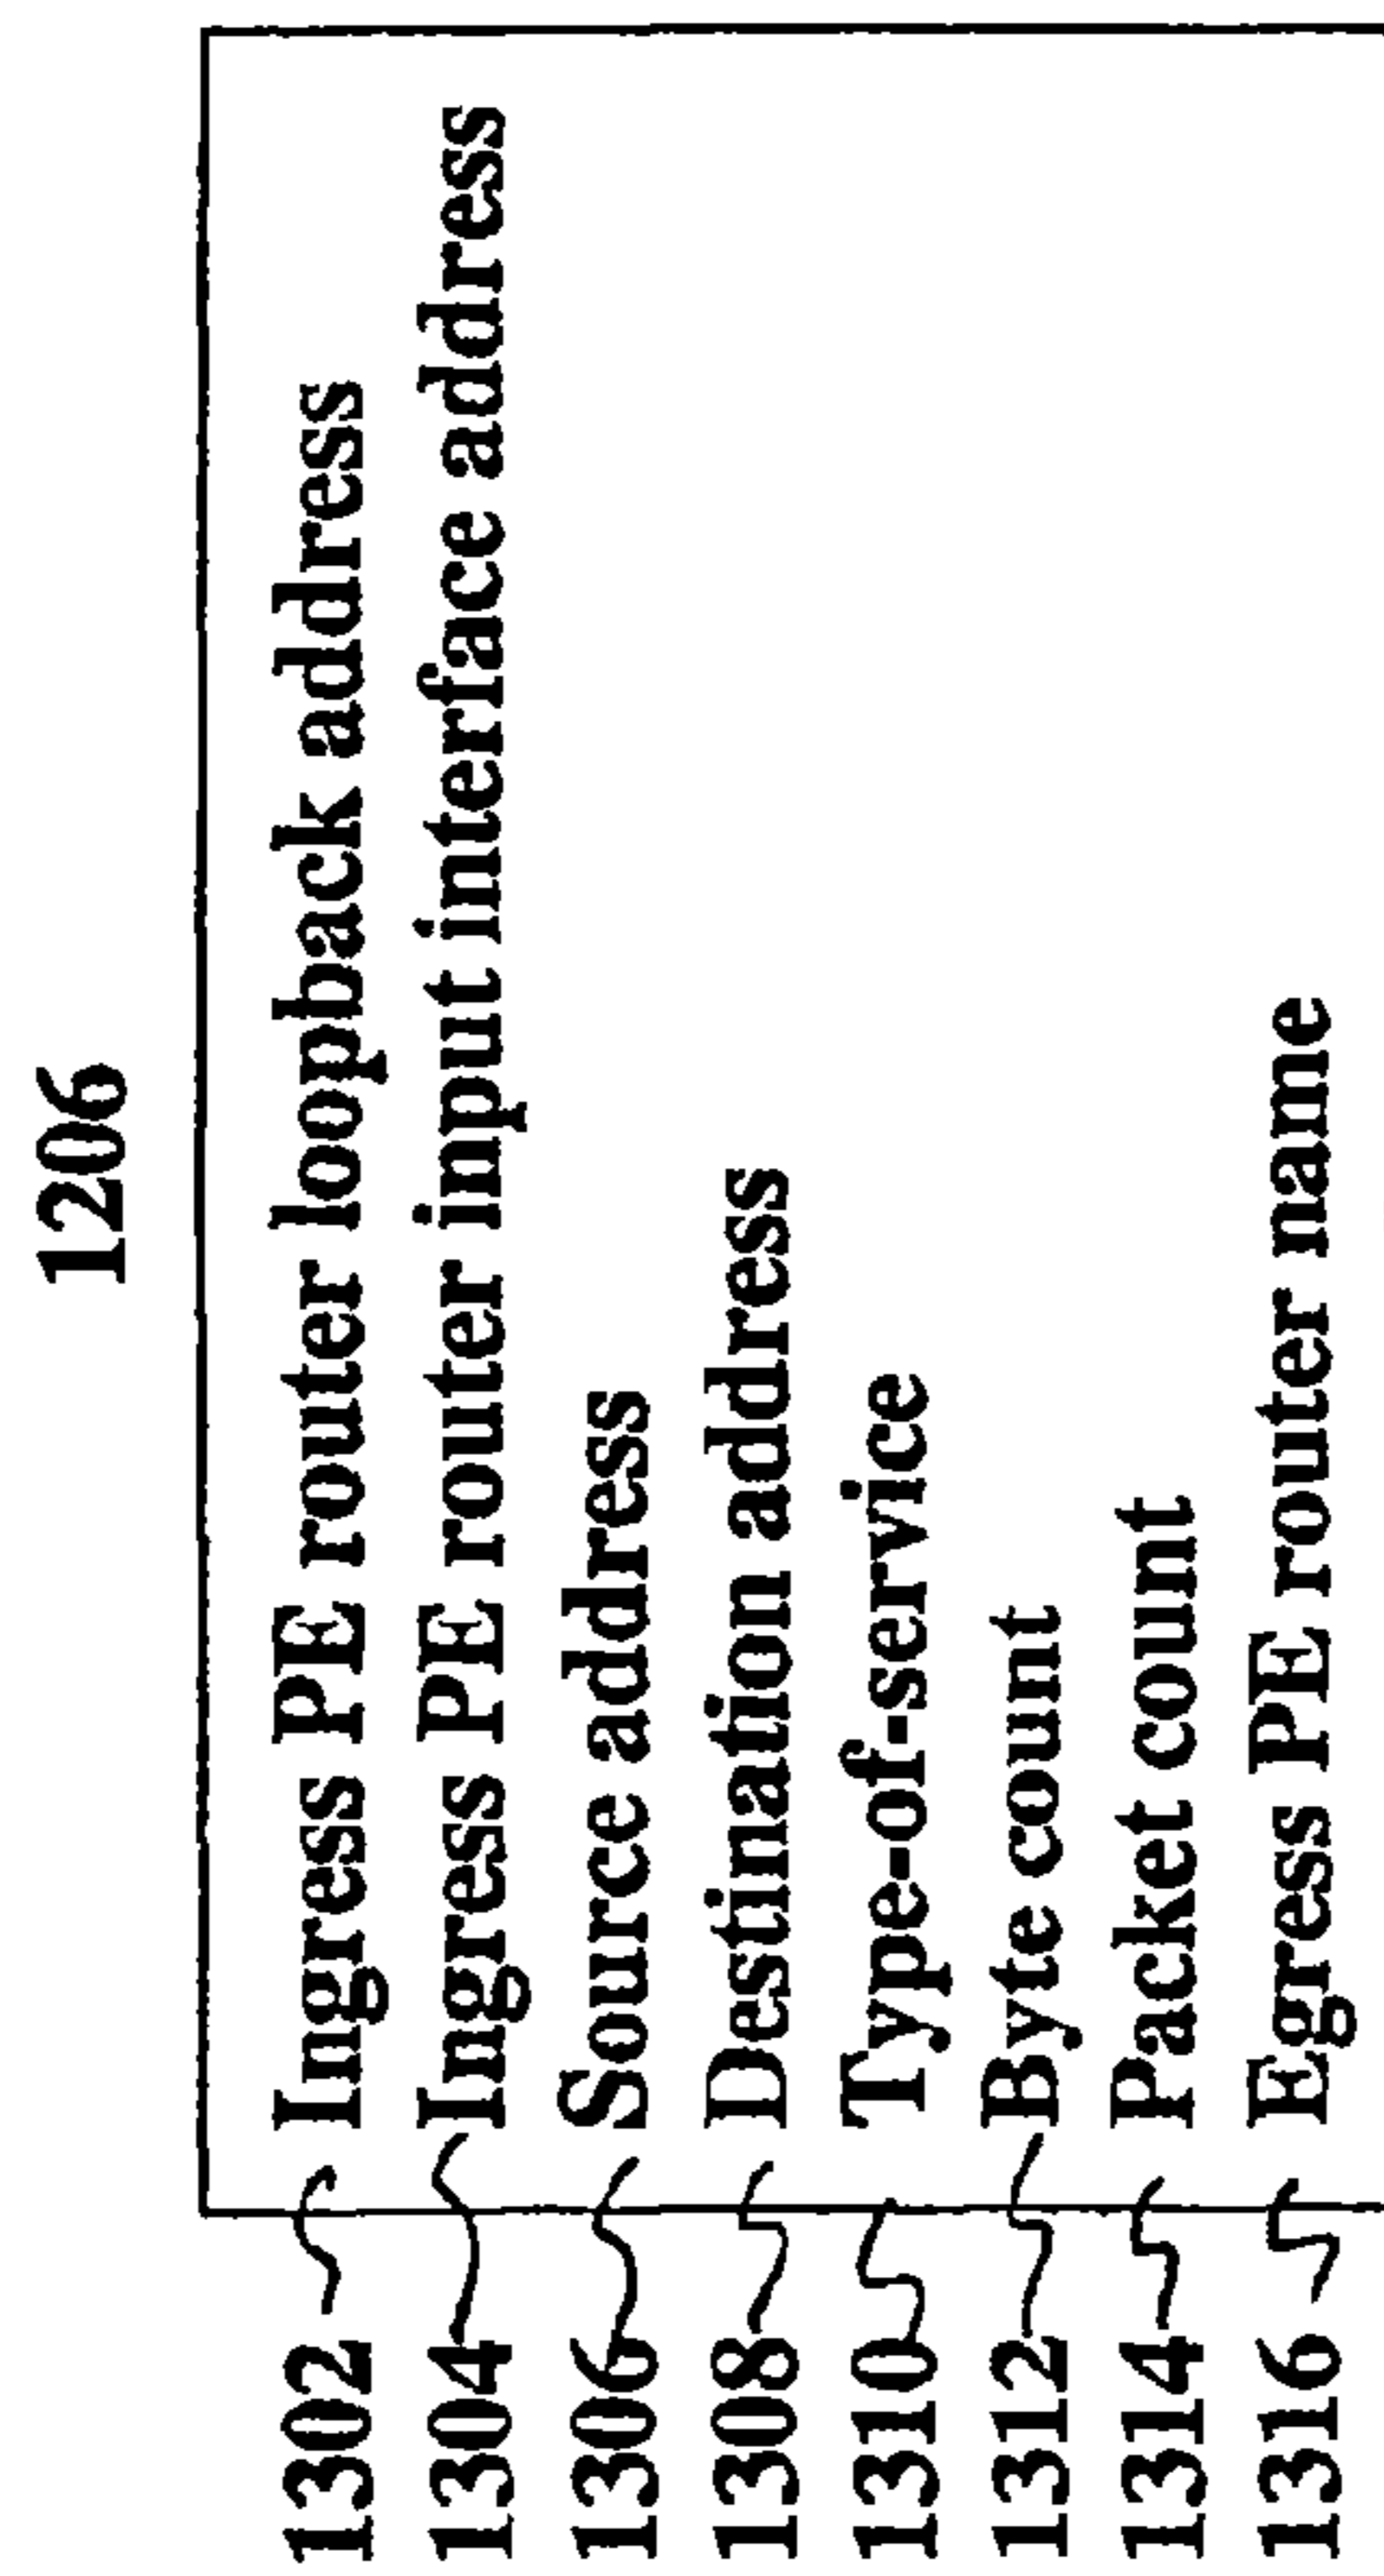 1206
1302 Ingress PE router loopback address
1304 Ingress PE router input interface address
1306 Source address
1308 Destination address
1310 Type-of-service
1312 Byte count
1314 Packet count
1316 Egress PE router name